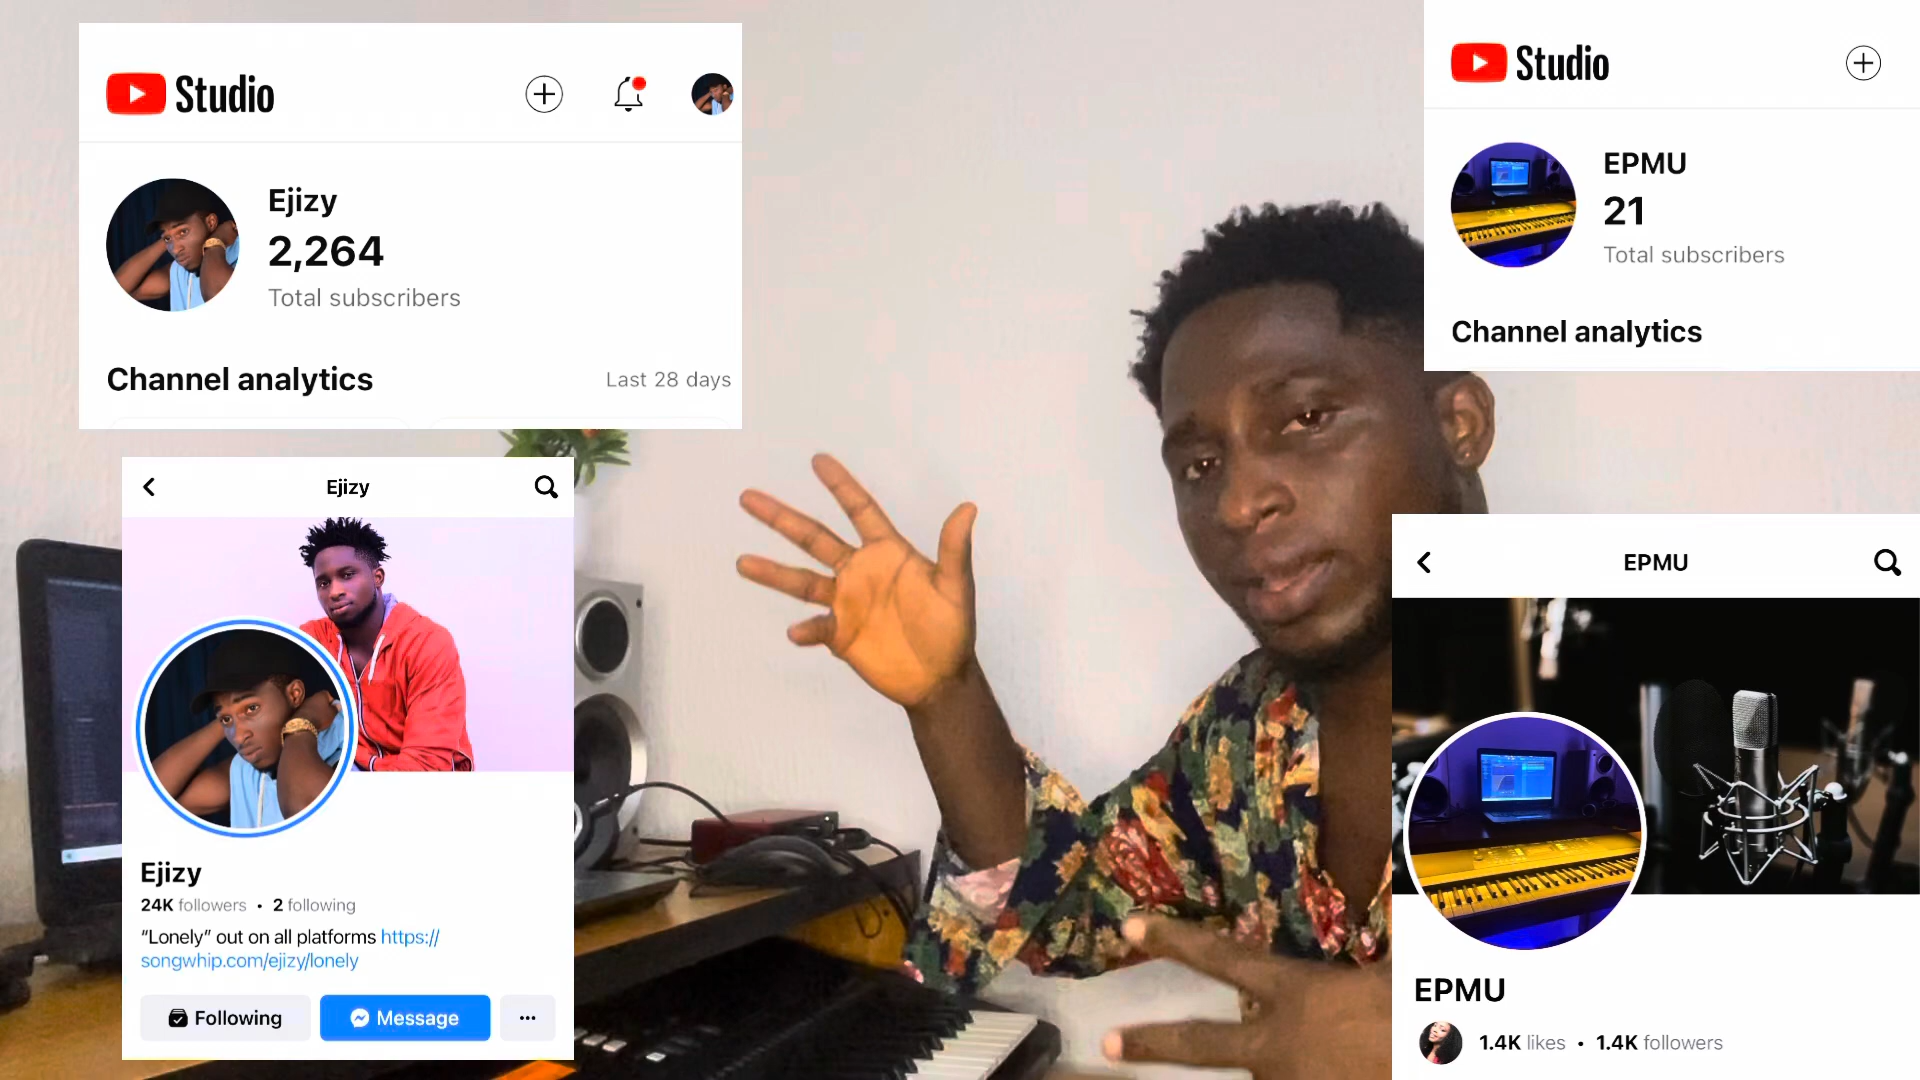 Studio
Ejizy
2,264
Total subscribers
Channel analytics
Last 28 days
Ejizy
Ejizy
24K followers • 2 following
“Lonely” out on all platforms https://
songwhip.com/ejizy/lonely
Following
Message
Studio
EPMU
21
Total subscribers
Channel analytics
EPMU
EPMU
1.4K likes • 1.4K followers